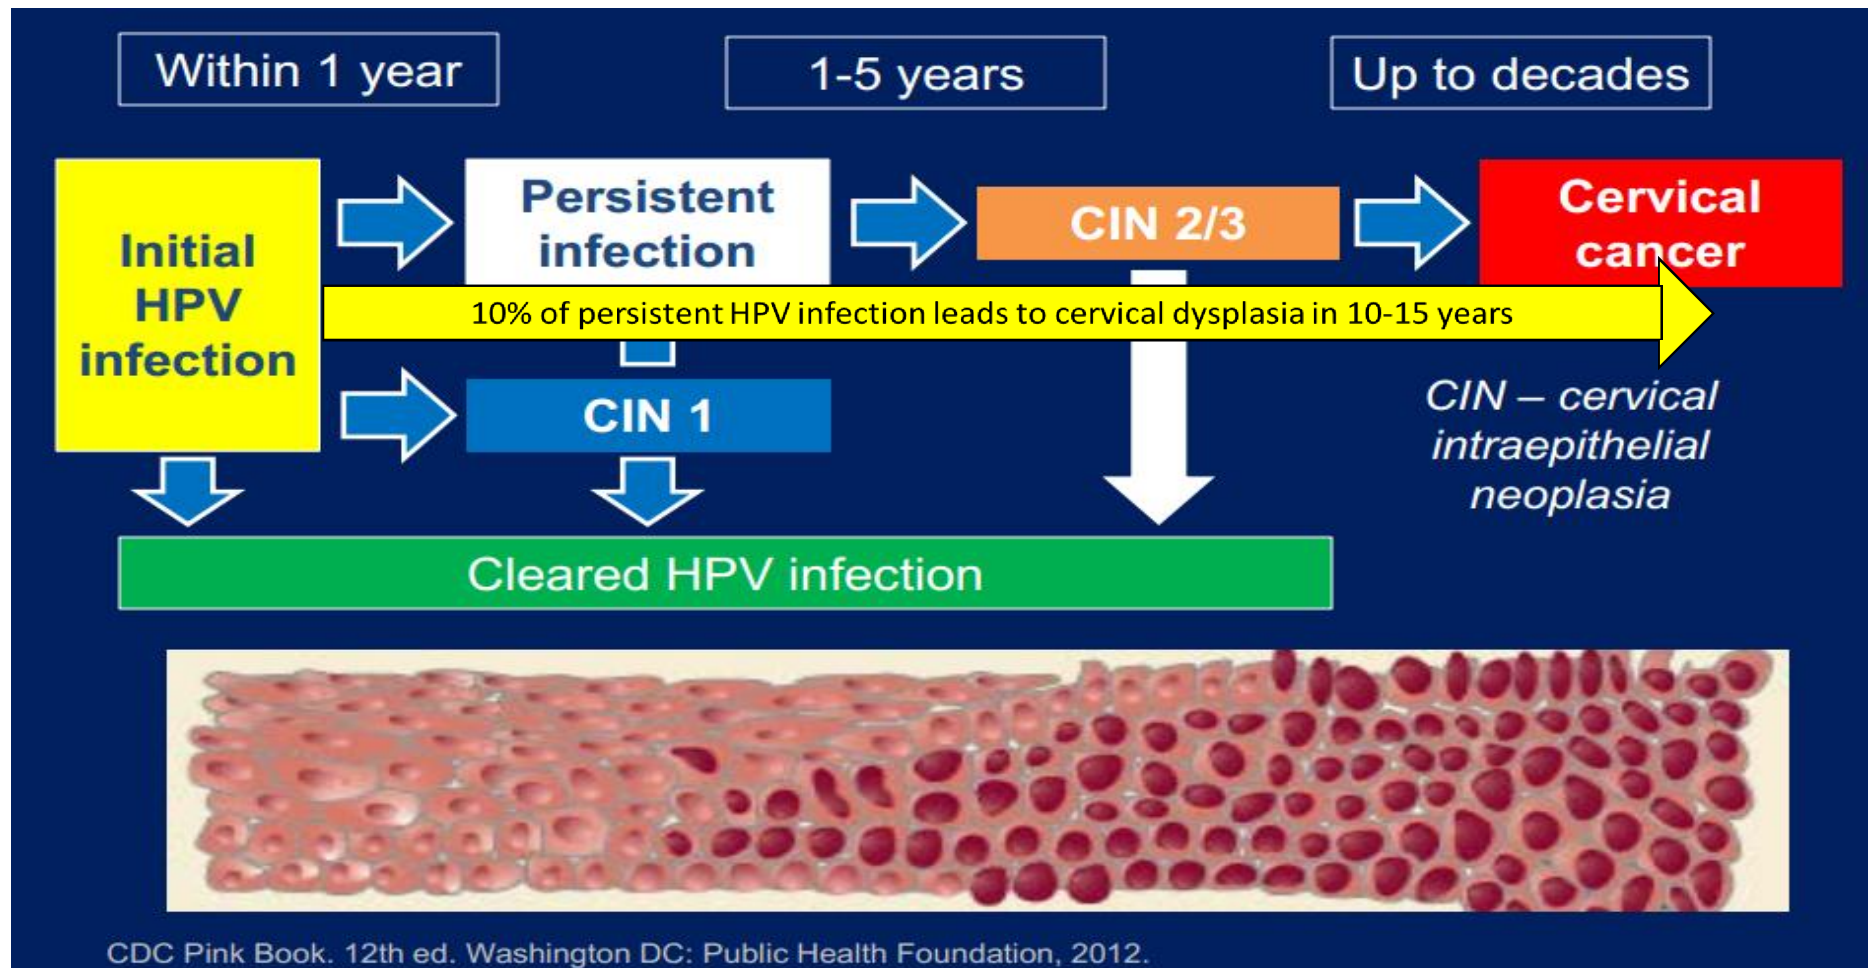 Within 1 year
1-5 years
Up to decades
Initial
HPV
infection
Persistent
infection
CIN 2/3
Cervical
cancer
10% of persistent HPV infection leads to cervical dysplasia in 10-15 years
CIN 1
CIN – cervical
intraepithelial
neoplasia
Cleared HPV infection
CDC Pink Book. 12th ed. Washington DC: Public Health Foundation, 2012.